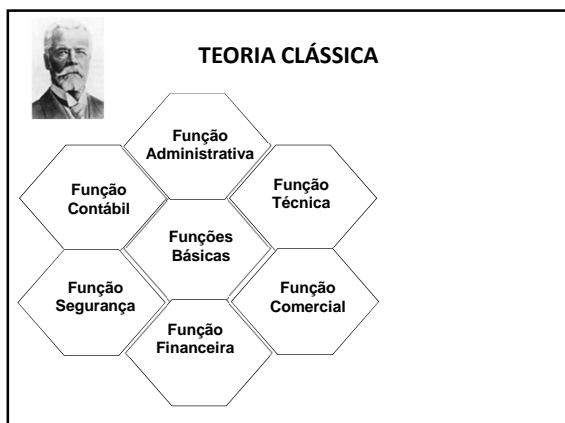 TEORIA CLÁSSICA
Função
Administrativa
Função
Contábil
Função
Técnica
Funções
Básicas
Função
Segurança
Função
Comercial
Função
Financeira